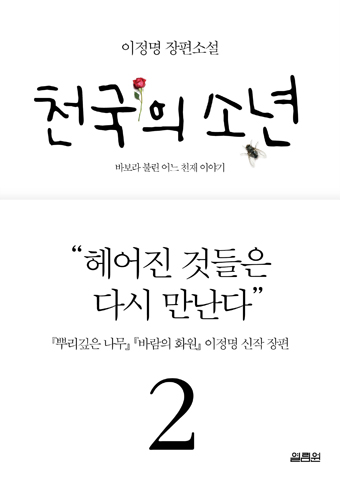 이정명 장편소설
천국의 소년
바보라 불린 어느 천재 이야기
“헤어진 것들은
다시 만난다”
『뿌리깊은 나무』 『바람의 화원』 이정명 신작 장편
2
열림원